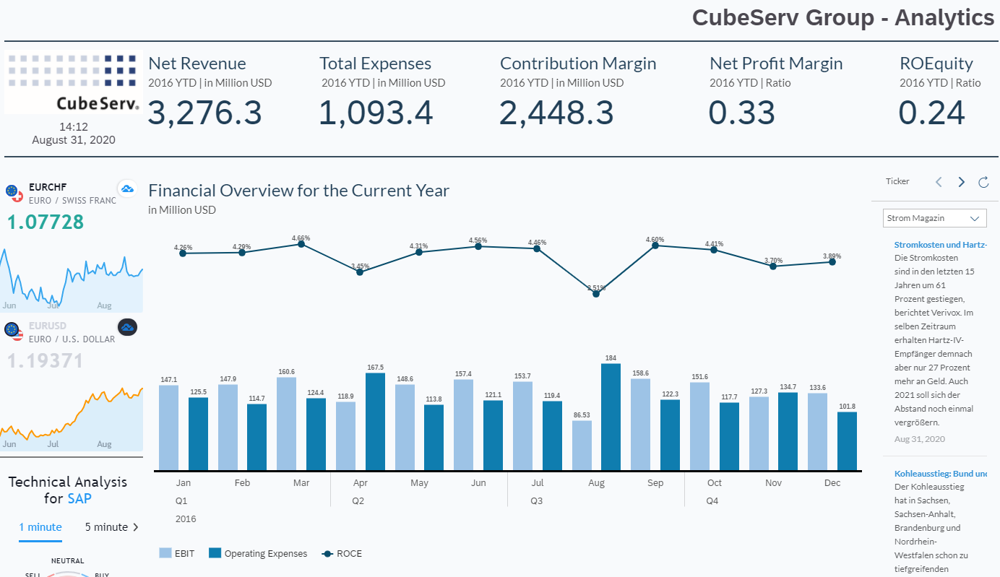 CubeServ Group - Analytics
CubeServ®
14:12
August 31, 2020
Net Revenue
2016 YTD | in Million USD
3,276.3
Total Expenses
2016 YTD | in Million USD
1,093.4
Contribution Margin
2016 YTD | in Million USD
2,448.3
Net Profit Margin
2016 YTD | Ratio
0.33
ROEquity
2016 YTD | Ratio
0.24
EURCHF
EURO / SWISS FRANC
1.07728
Jun Jul Aug
EURUSD
EURO / U.S. DOLLAR
1.19371
Jun Jul Aug
Technical Analysis
for SAP
1 minute 5 minute
NEUTRAL
SELL BUY
Financial Overview for the Current Year
in Million USD
4.26% 4.29% 4.66% 3.45% 4.31% 4.56% 4.46% 2.51% 4.60% 4.41% 3.70% 3.89%
147.1 125.5 147.9 114.7 160.6 124.4 118.9 167.5 148.6 113.8 157.4 121.1 153.7 119.4 86.53 184 158.6 122.3 151.6 117.7 127.3 134.7 133.6 101.8
Jan Feb Mar Apr May Jun Jul Aug Sep Oct Nov Dec
Q1 Q2 Q3 Q4
2016
EBIT Operating Expenses ROCE
Ticker
Strom Magazin
Stromkosten und Hartz-
Die Stromkosten
sind in den letzten 15
Jahren um 61
Prozent gestiegen,
berichtet Verivox. Im
selben Zeitraum
erhalten Hartz-IV-
Empfänger demnach
aber nur 27 Prozent
mehr an Geld. Auch
2021 soll sich der
Abstand noch einmal
vergrößern.
Aug 31, 2020
Kohleausstieg: Bund und
Der Kohleausstieg
hat in Sachsen,
Sachsen-Anhalt,
Brandenburg und
Nordrhein-
Westfalen schon zu
tiefgreifenden